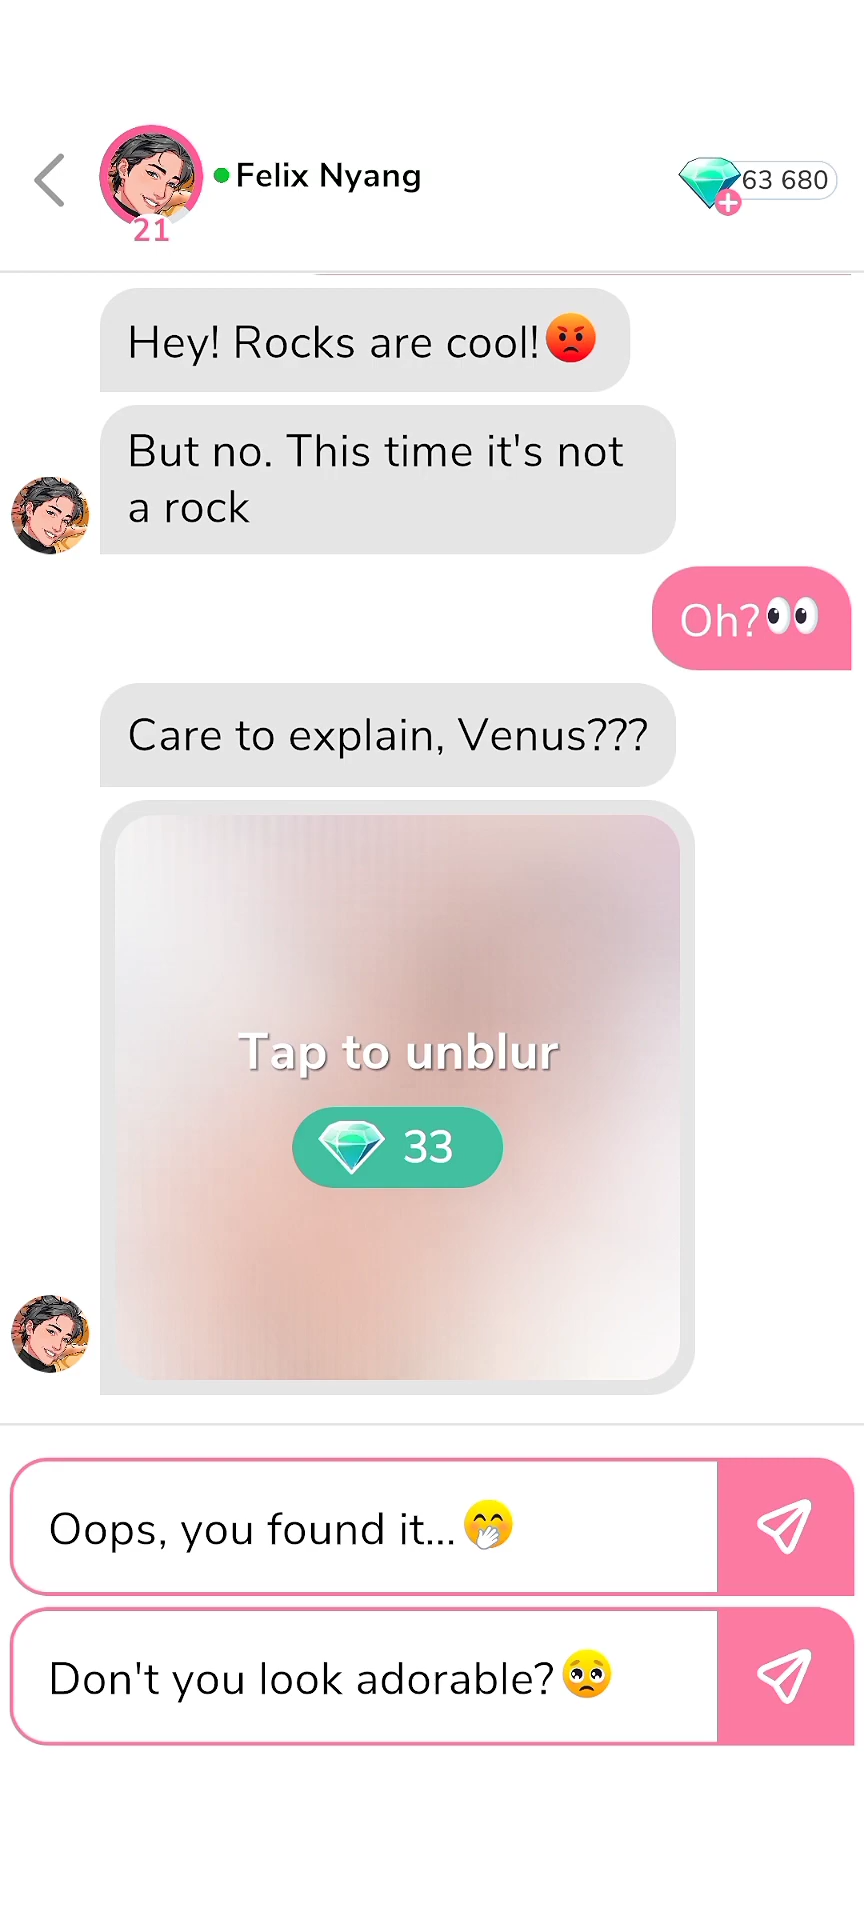 Felix Nyang
63 680
21
Hey! Rocks are cool!😡
But no. This time it's not
a rock
Oh?👀
Care to explain, Venus???
Tap to unblur
33
Oops, you found it...🤭
Don't you look adorable?🥺